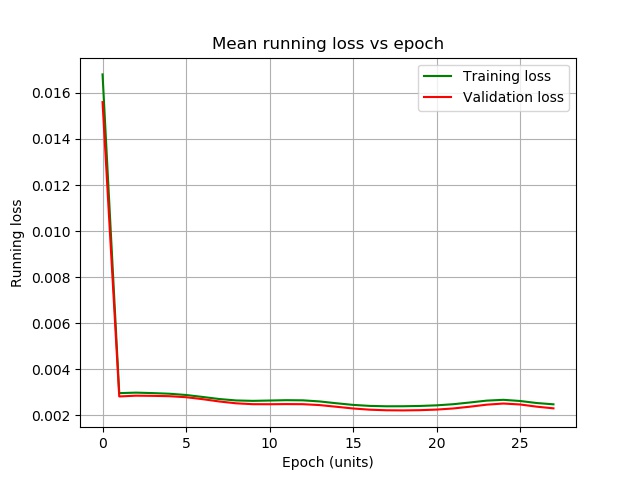 Mean running loss vs epoch
Training loss
Validation loss
0.016
0.014
0.012
0.010
0.008
0.006
0.004
0.002
Running loss
0 5 10 15 20 25
Epoch (units)